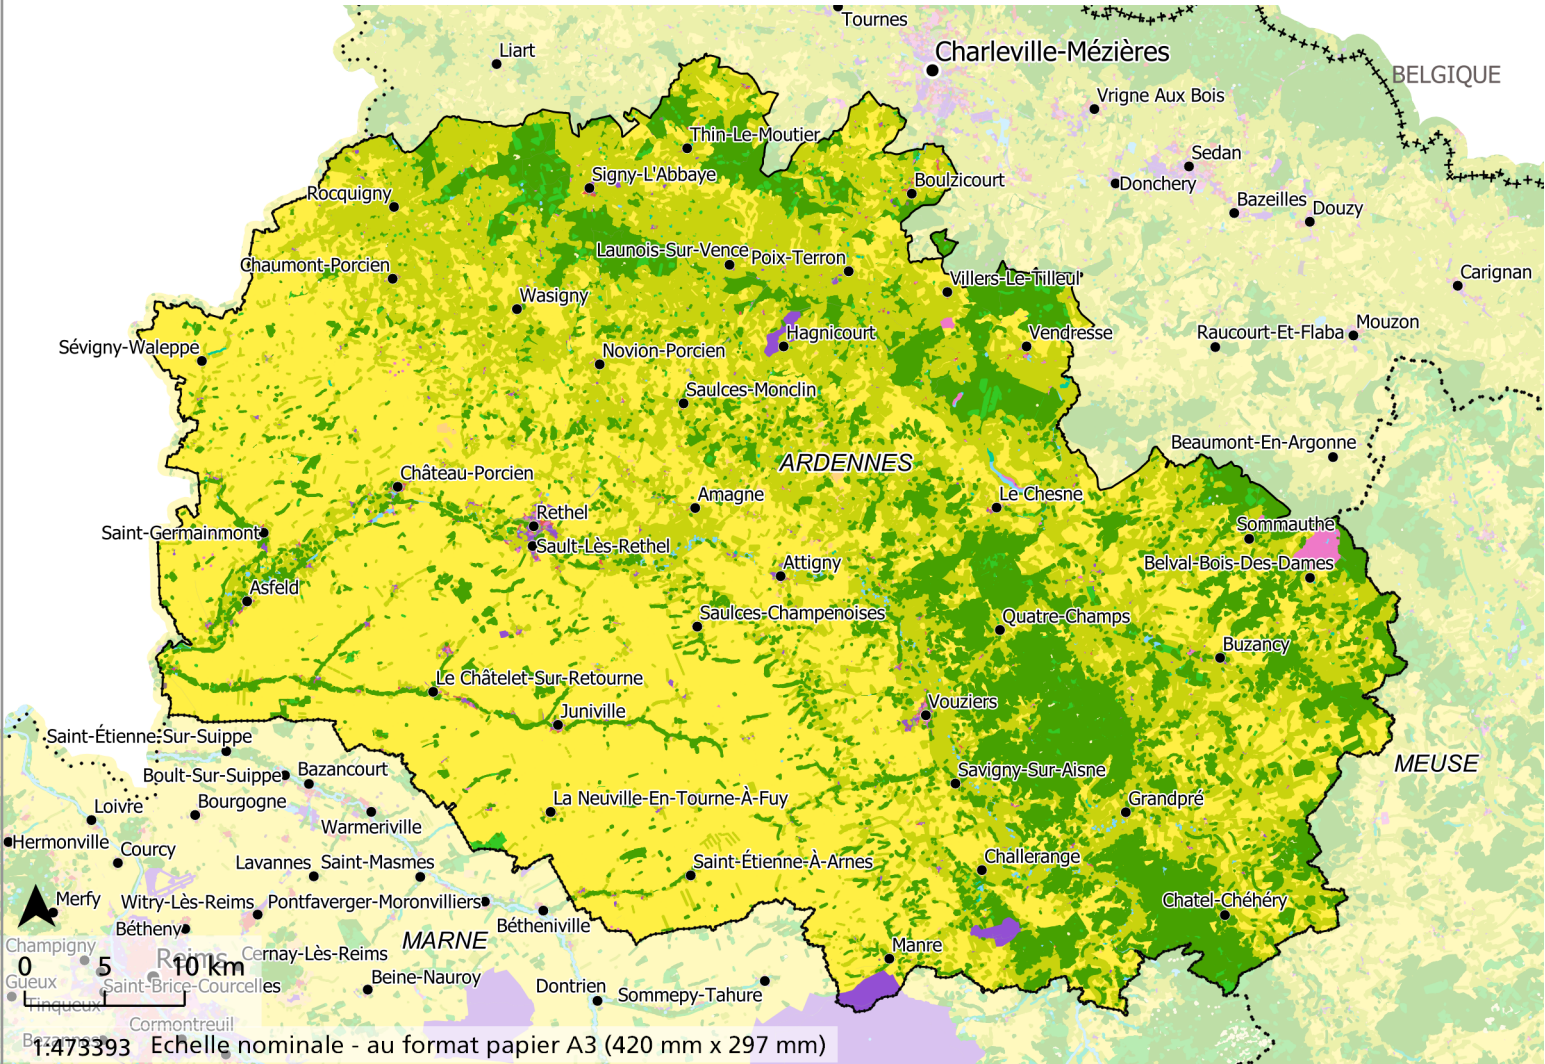 Tournes
Liart
Charleville-Mézières
BELGIQUE
Vrigne Aux Bois
Thin-Le-Moutier
Sedan
Signy-L'Abbaye
Boulzicourt
Donchery
Rocquigny
Bazeilles
Douzy
Launois-Sur-Vence
Poix-Terron
Chaumont-Porcien
Villers-Le-Tilleul
Carignan
Wasigny
Mouzon
Hagnicourt
Vendresse
Raucourt-Et-Flaba
Sévigny-Waleppe
Novion-Porcien
Saulces-Monclin
Beaumont-En-Argonne
ARDENNES
Château-Porcien
Amagne
Le Chesne
Rethel
Sommauthe
Saint-Germainmont
Sault-Lès-Rethel
Attigny
Belval-Bois-Des-Dames
Asfeld
Saulces-Champenoises
Quatre-Champs
Buzancy
Le Châtelet-Sur-Retourne
Vouziers
Juniville
Saint-Étienne-Sur-Suippe
MEUSE
Boult-Sur-Suippe
Bazancourt
Savigny-Sur-Aisne
Loivre
Bourgogne
La Neuville-En-Tourne-À-Fuy
Grandpré
Warmeriville
Hermonville
Courcy
Lavannes
Saint-Masmes
Saint-Étienne-À-Arnes
Challerange
Merfy
Witry-Lès-Reims
Pontfaverger-Moronvilliers
Chatel-Chéhéry
Bétheny
Bétheniville
Champigny
MARNE
Manre
Reims
Cernay-Lès-Reims
0 5 10 km
Gueux
Saint-Brice-Courcelles
Beine-Nauroy
Dontrien
Sommepy-Tahure
Tinqueux
Cormontreuil
Bezannes
1:473393 Echelle nominale - au format papier A3 (420 mm x 297 mm)